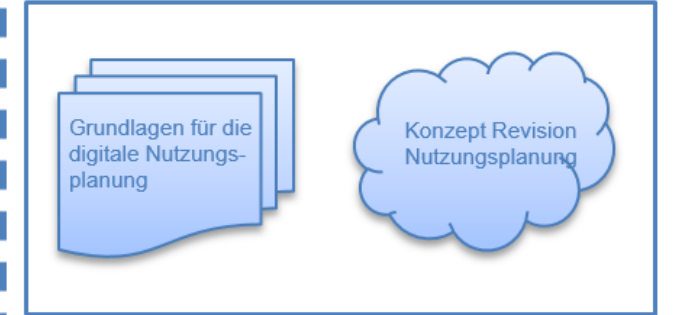 Grundlagen für die
digitale Nutzungs-
planung
Konzept Revision
Nutzungsplanung